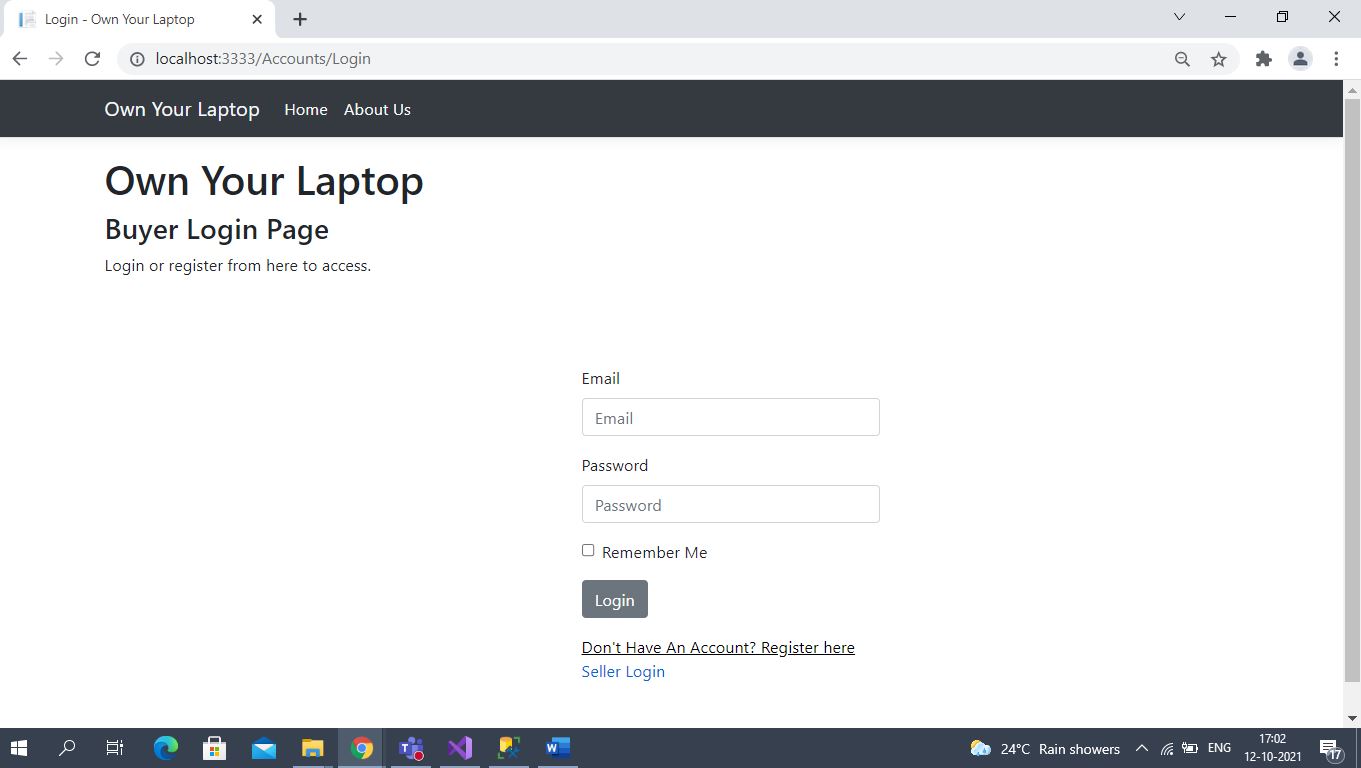 Login - Own Your Laptop
localhost:3333/Accounts/Login
Own Your Laptop Home About Us
Own Your Laptop
Buyer Login Page
Login or register from here to access.
Email
Email
Password
Password
Remember Me
Login
Don't Have An Account? Register here
Seller Login
24°C Rain showers ENG 17:02
12-10-2021
17